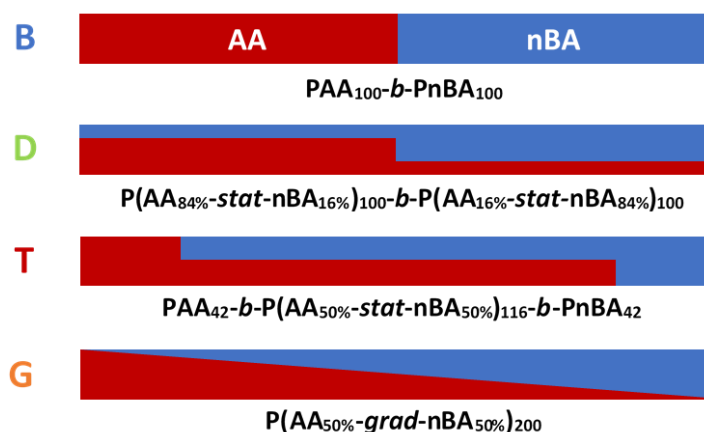 B AA nBA
PAA₁₀₀-b-PnBA₁₀₀
D
P(AA₈₄%-stat-nBA₁₆%)₁₀₀-b-P(AA₁₆%-stat-nBA₈₄%)₁₀₀
T
PAA₄₂-b-P(AA₅₀%-stat-nBA₅₀%)₁₁₆-b-PnBA₄₂
G
P(AA₅₀%-grad-nBA₅₀%)₂₀₀